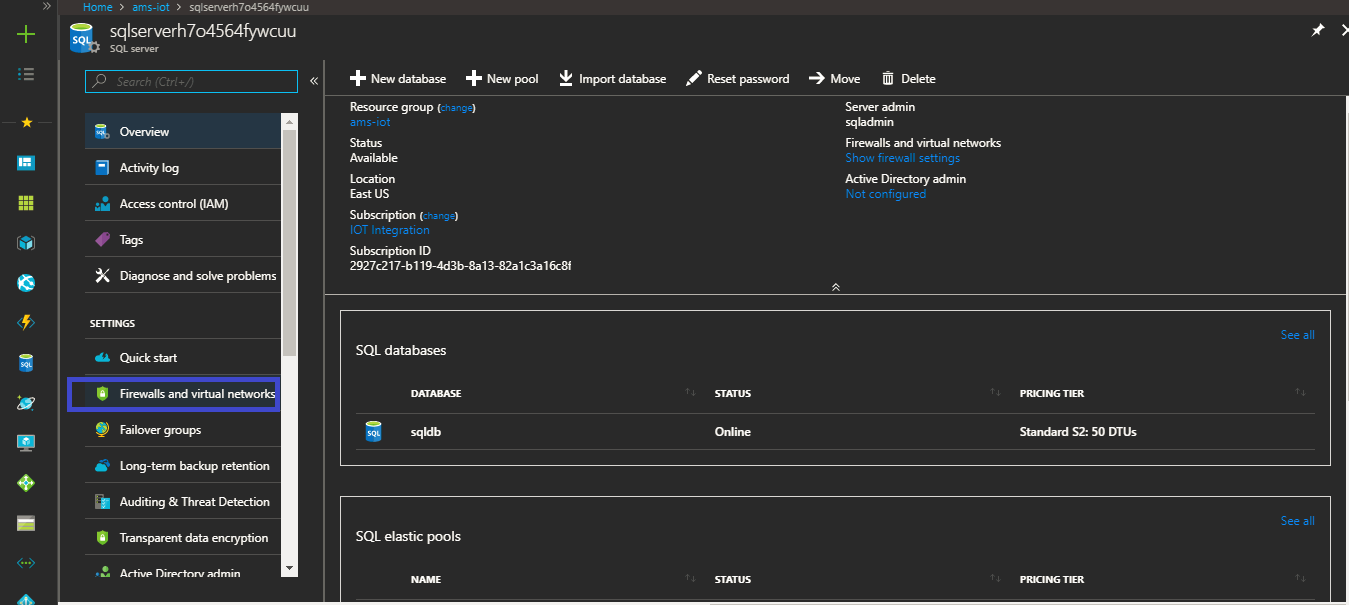 Home > ams-iot > sqlserverh7o4564fywcuu
sqlserverh7o4564fywcuu
SQL server
Search (Ctrl+/)
Overview
Activity log
Access control (IAM)
Tags
Diagnose and solve problems
SETTINGS
Quick start
Firewalls and virtual networks
Failover groups
Long-term backup retention
Auditing & Threat Detection
Transparent data encryption
Active Directory admin
New database
New pool
Import database
Reset password
Move
Delete
Resource group (change)
ams-iot
Status
Available
Location
East US
Subscription (change)
IOT Integration
Subscription ID
2927c217-b119-4d3b-8a13-82a1c3a16c8f
Server admin
sqladmin
Firewalls and virtual networks
Show firewall settings
Active Directory admin
Not configured
See all
SQL databases
DATABASE STATUS PRICING TIER
SQL sqldb Online Standard S2: 50 DTUs
See all
SQL elastic pools
NAME STATUS PRICING TIER